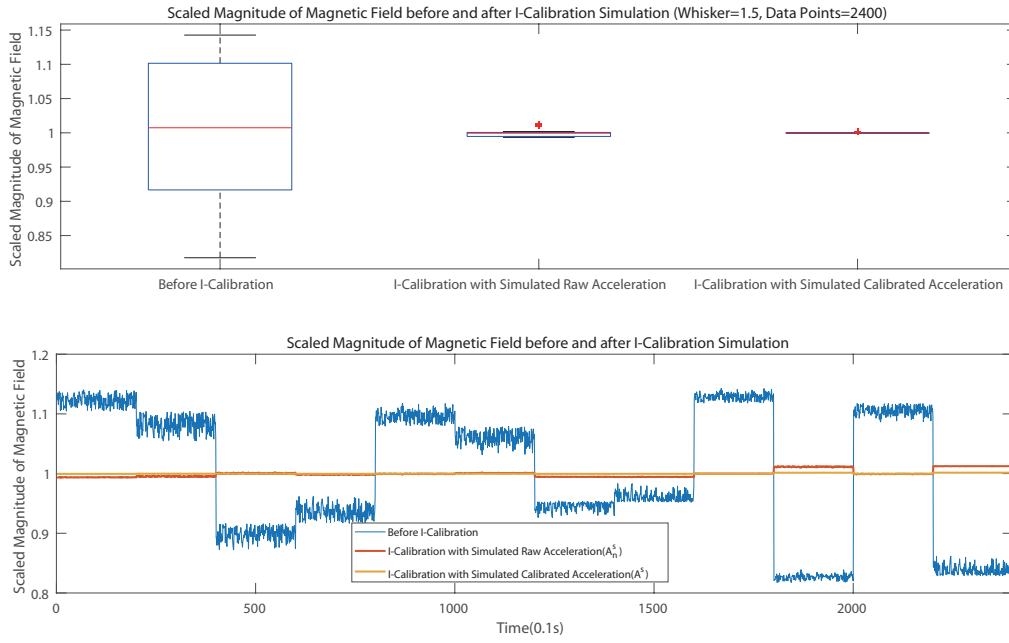 Scaled Magnitude of Magnetic Field before and after I-Calibration Simulation (Whisker=1.5, Data Points=2400)
Scaled Magnitude of Magnetic Field
1.15
1.1
1.05
1
0.95
0.9
0.85
Before I-Calibration
I-Calibration with Simulated Raw Acceleration
I-Calibration with Simulated Calibrated Acceleration
Scaled Magnitude of Magnetic Field before and after I-Calibration Simulation
Scaled Magnitude of Magnetic Field
1.2
1.1
1
0.9
0.8
Before I-Calibration
I-Calibration with Simulated Raw Acceleration(Aₙˢ)
I-Calibration with Simulated Calibrated Acceleration(Aˢ)
0
500
1000
1500
2000
Time(0.1s)